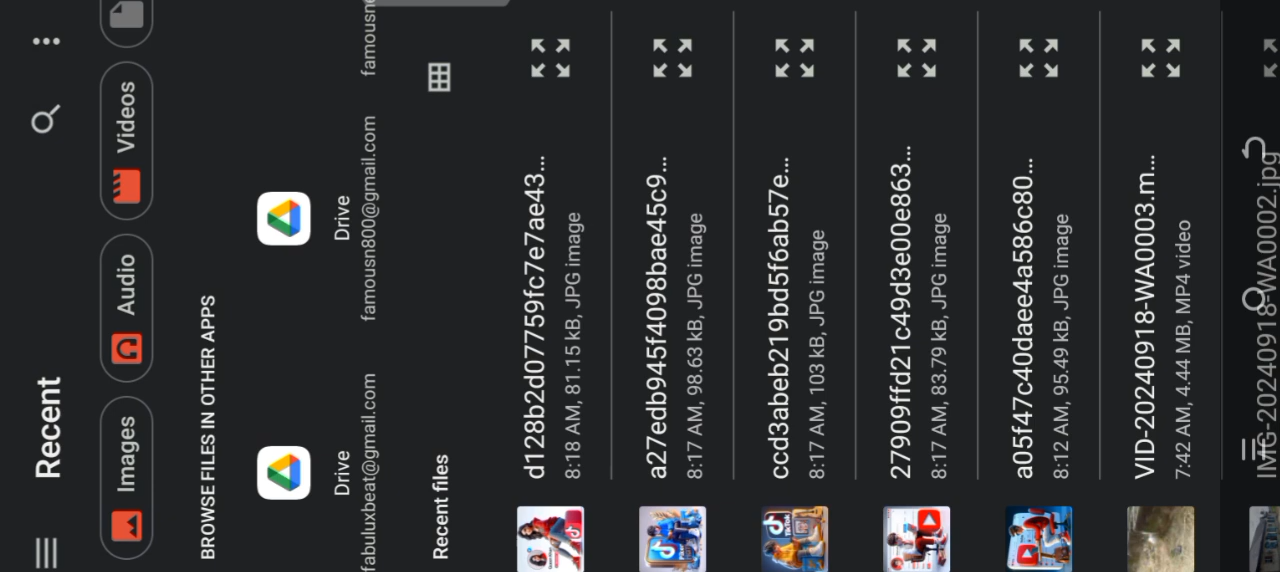 Recent
Images
Audio
Videos
BROWSE FILES IN OTHER APPS
Drive
fabuluxbeat@gmail.com
Drive
famousn800@gmail.com
famousn
Recent files
d128b2d07759fc7e7ae43...
8:18 AM, 81.15 kB, JPG image
a27edb945f4098bae45c9...
8:17 AM, 98.63 kB, JPG image
ccd3abeb219bd5f6ab57e...
8:17 AM, 103 kB, JPG image
27909ffd21c49d3e00e863...
8:17 AM, 83.79 kB, JPG image
a05f47c40daee4a586c80...
8:12 AM, 95.49 kB, JPG image
VID-20240918-WA0003.m...
7:42 AM, 4.44 MB, MP4 video
IMG-20240918-WA0002.jpg